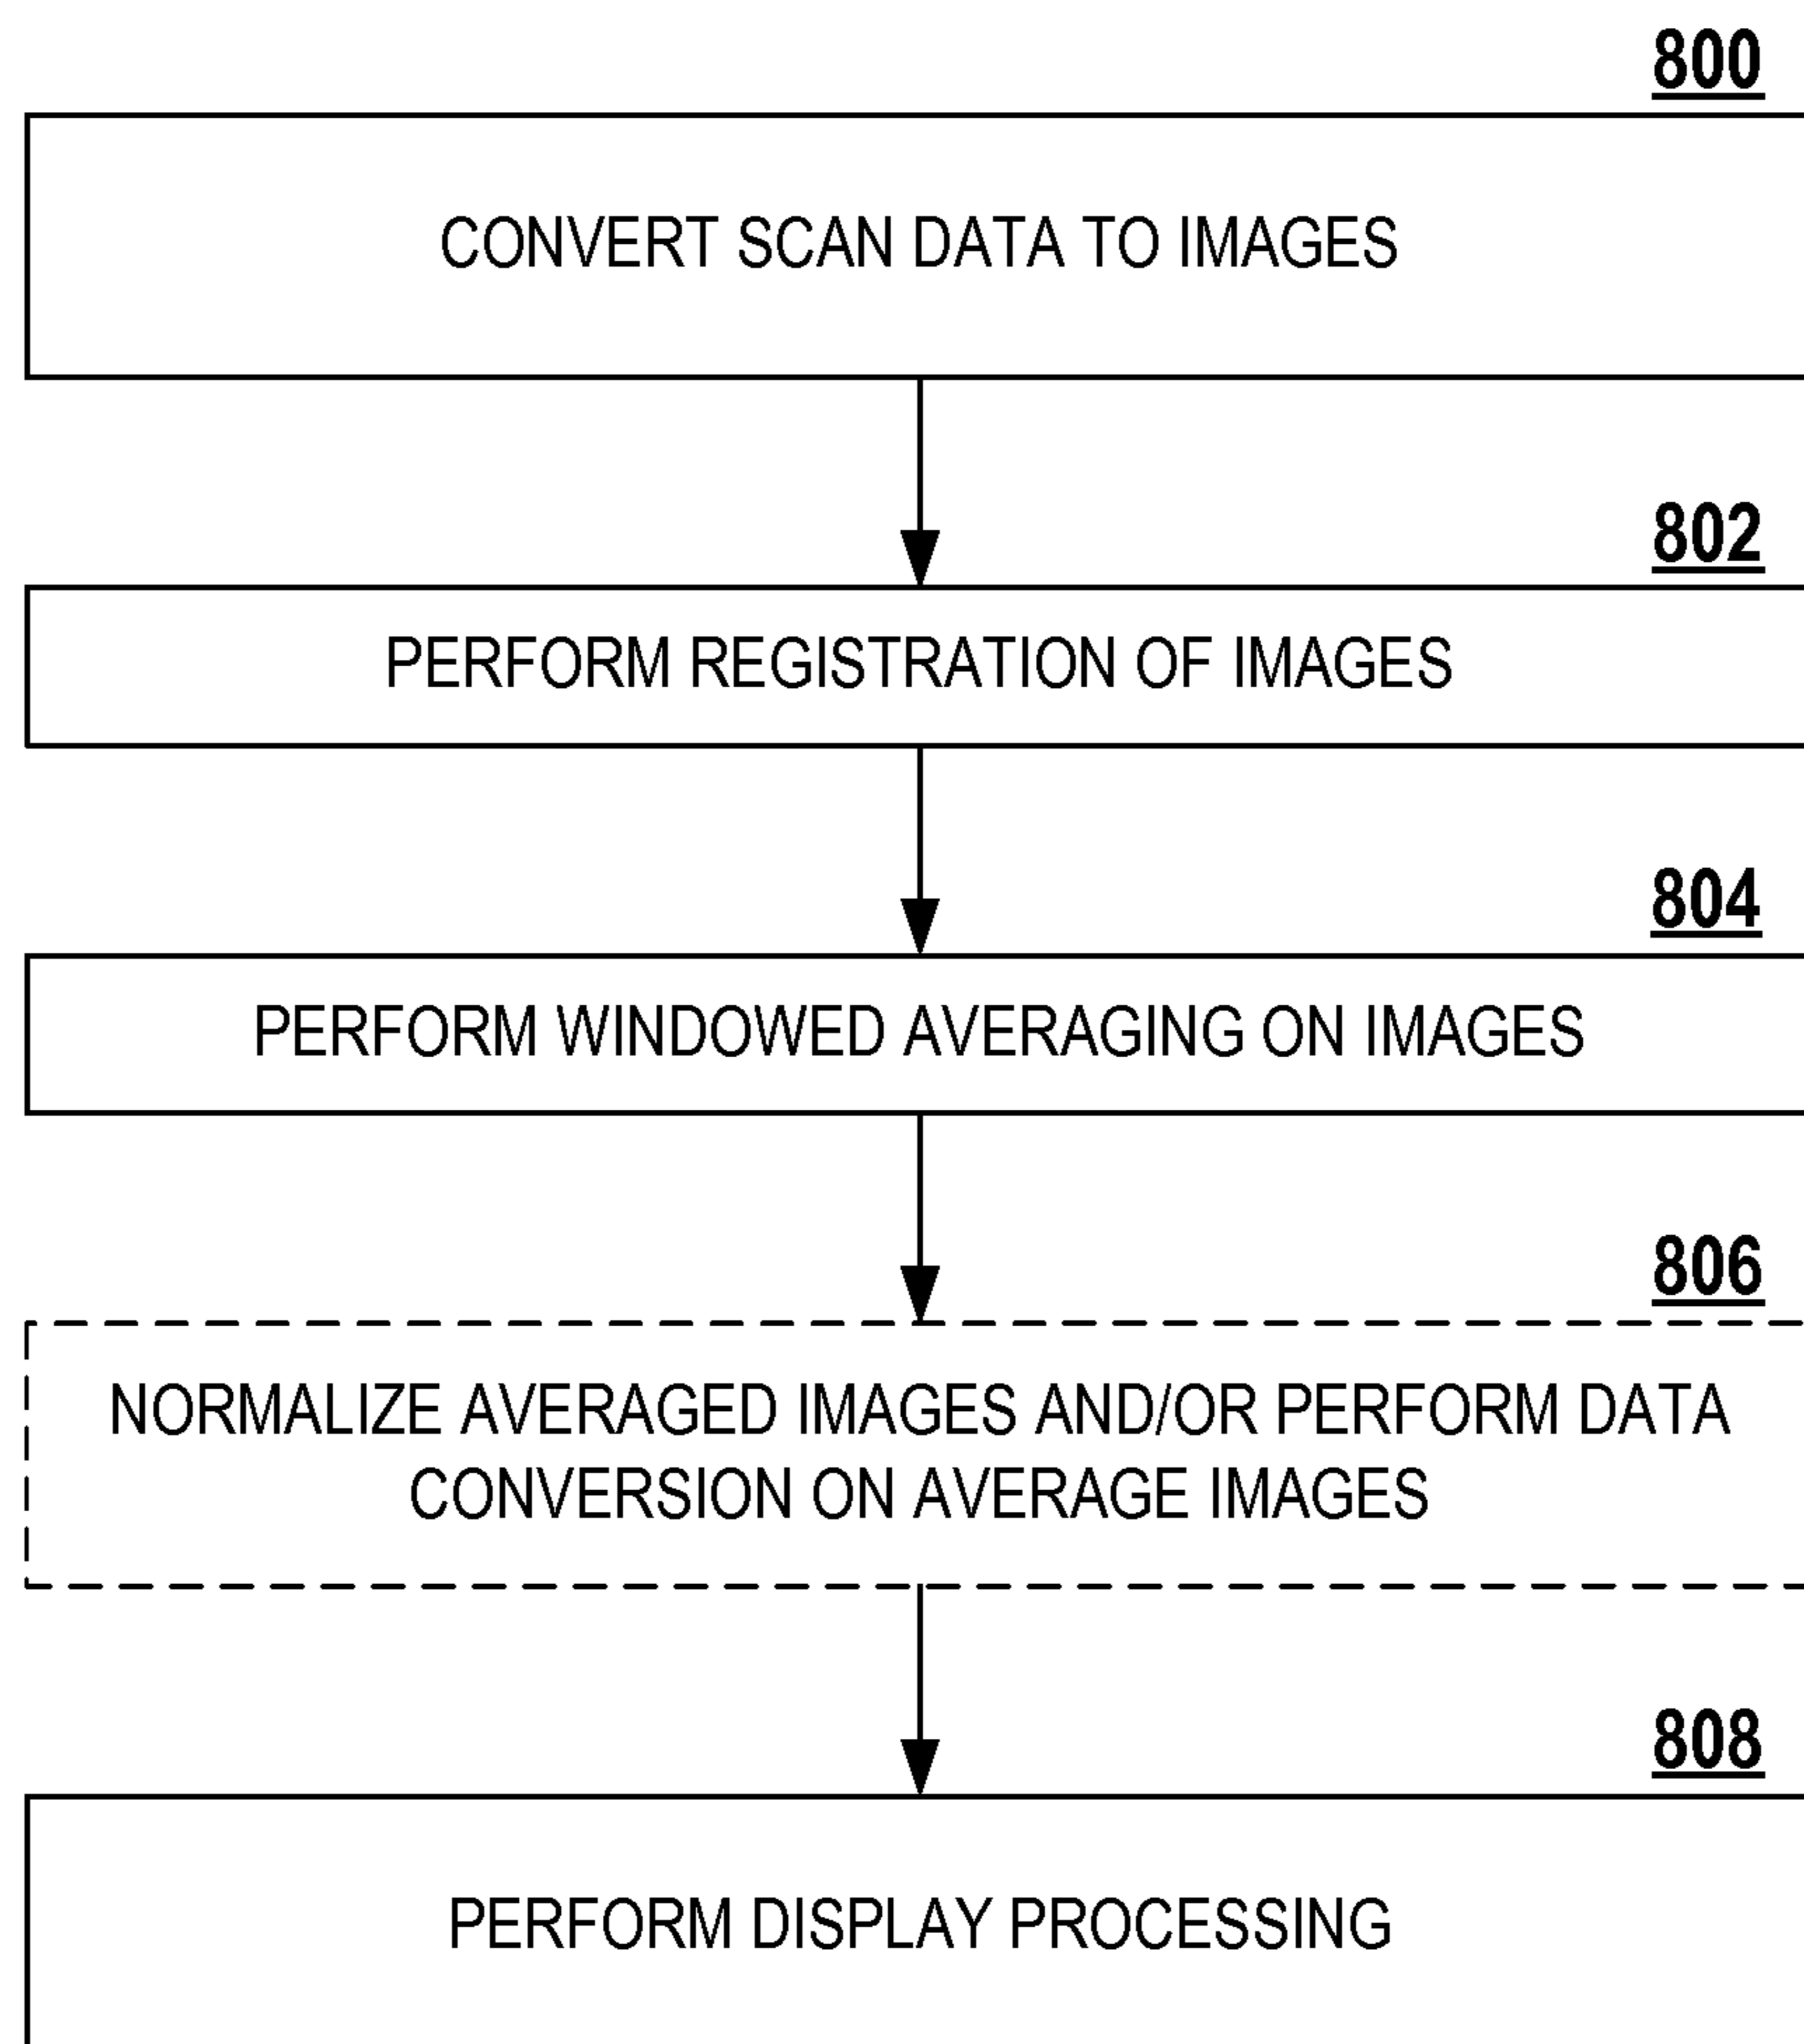 800
CONVERT SCAN DATA TO IMAGES
802
PERFORM REGISTRATION OF IMAGES
804
PERFORM WINDOWED AVERAGING ON IMAGES
806
NORMALIZE AVERAGED IMAGES AND/OR PERFORM DATA
CONVERSION ON AVERAGE IMAGES
808
PERFORM DISPLAY PROCESSING